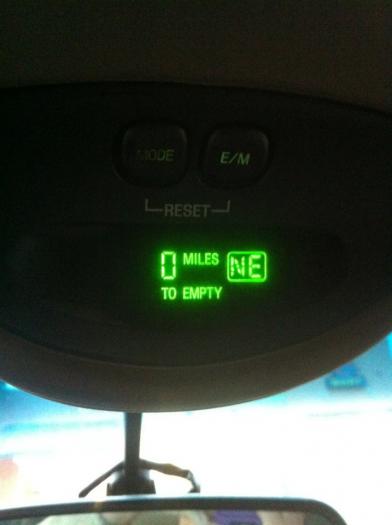 MODE E/M
RESET
0 MILES NE
TO EMPTY